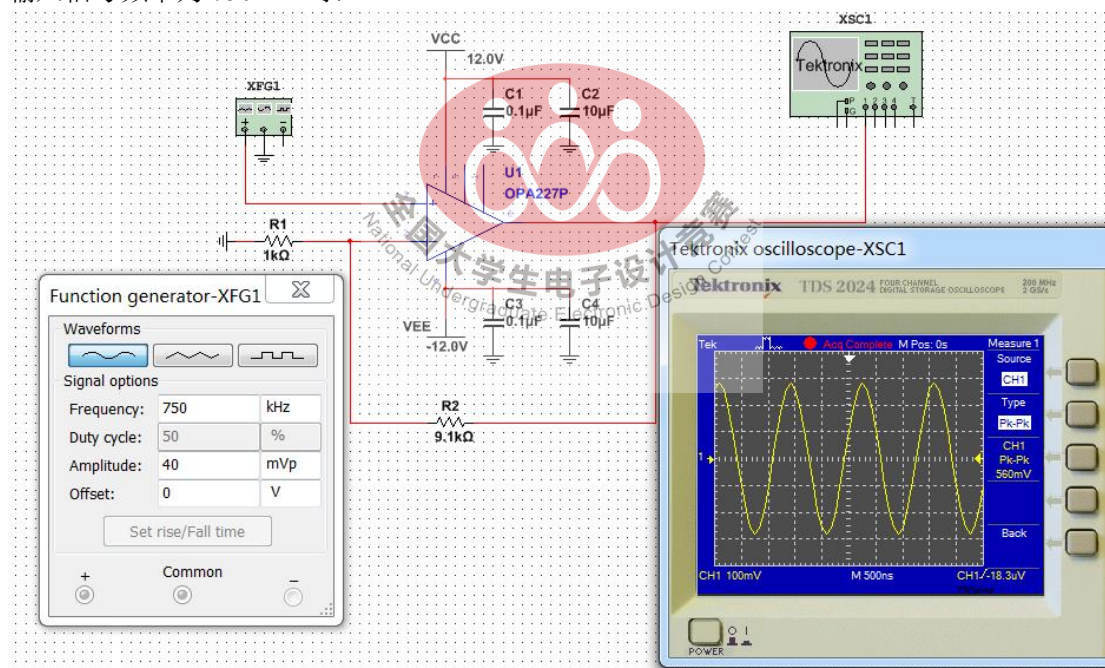 XSC1
VCC
12.0V
Tektronix
XFG1
C1
0.1µF
C2
10µF
P
G
1 2 3 4
T
U1
OPA227P
R1
1kΩ
全国大学生电子设计竞赛
National Undergraduate Electronic Design Contest
C3
0.1µF
C4
10µF
VEE
-12.0V
R2
9.1kΩ
Function generator-XFG1
Waveforms
Signal options
Frequency: 750 kHz
Duty cycle: 50 %
Amplitude: 40 mVp
Offset: 0 V
Set rise/Fall time
+ Common −
Tektronix oscilloscope-XSC1
Tektronix TDS 2024 FOUR CHANNEL DIGITAL STORAGE OSCILLOSCOPE 200 MHz 2 GS/s
Tek Acq Complete M Pos: 0s Measure 1
Source
CH1
Type
Pk-Pk
CH1
Pk-Pk
560mV
Back
1
CH1 100mV M 500ns CH1/-18.3uV
POWER